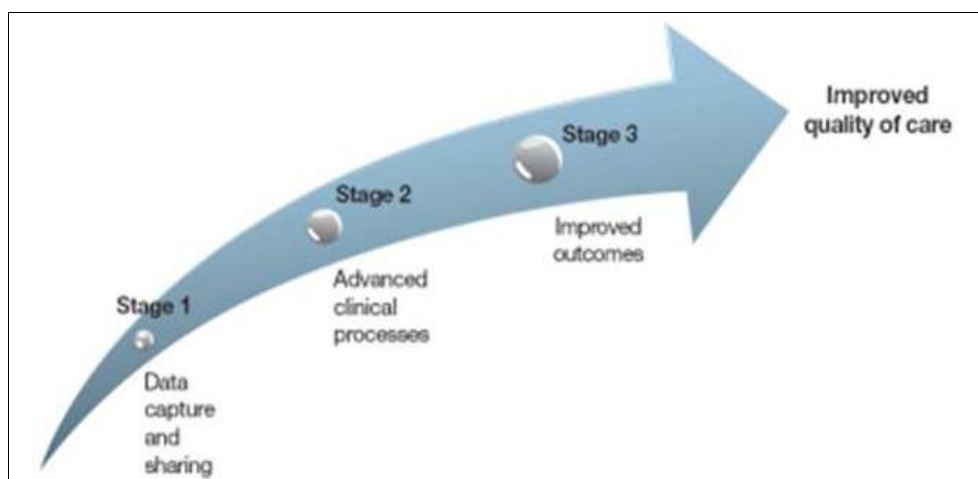 Stage 1
Data
capture
and
sharing
Stage 2
Advanced
clinical
processes
Stage 3
Improved
outcomes
Improved
quality of care